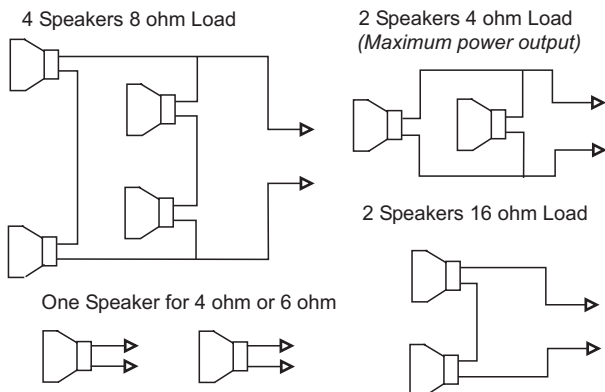 4 Speakers 8 ohm Load
2 Speakers 4 ohm Load
(Maximum power output)
2 Speakers 16 ohm Load
One Speaker for 4 ohm or 6 ohm